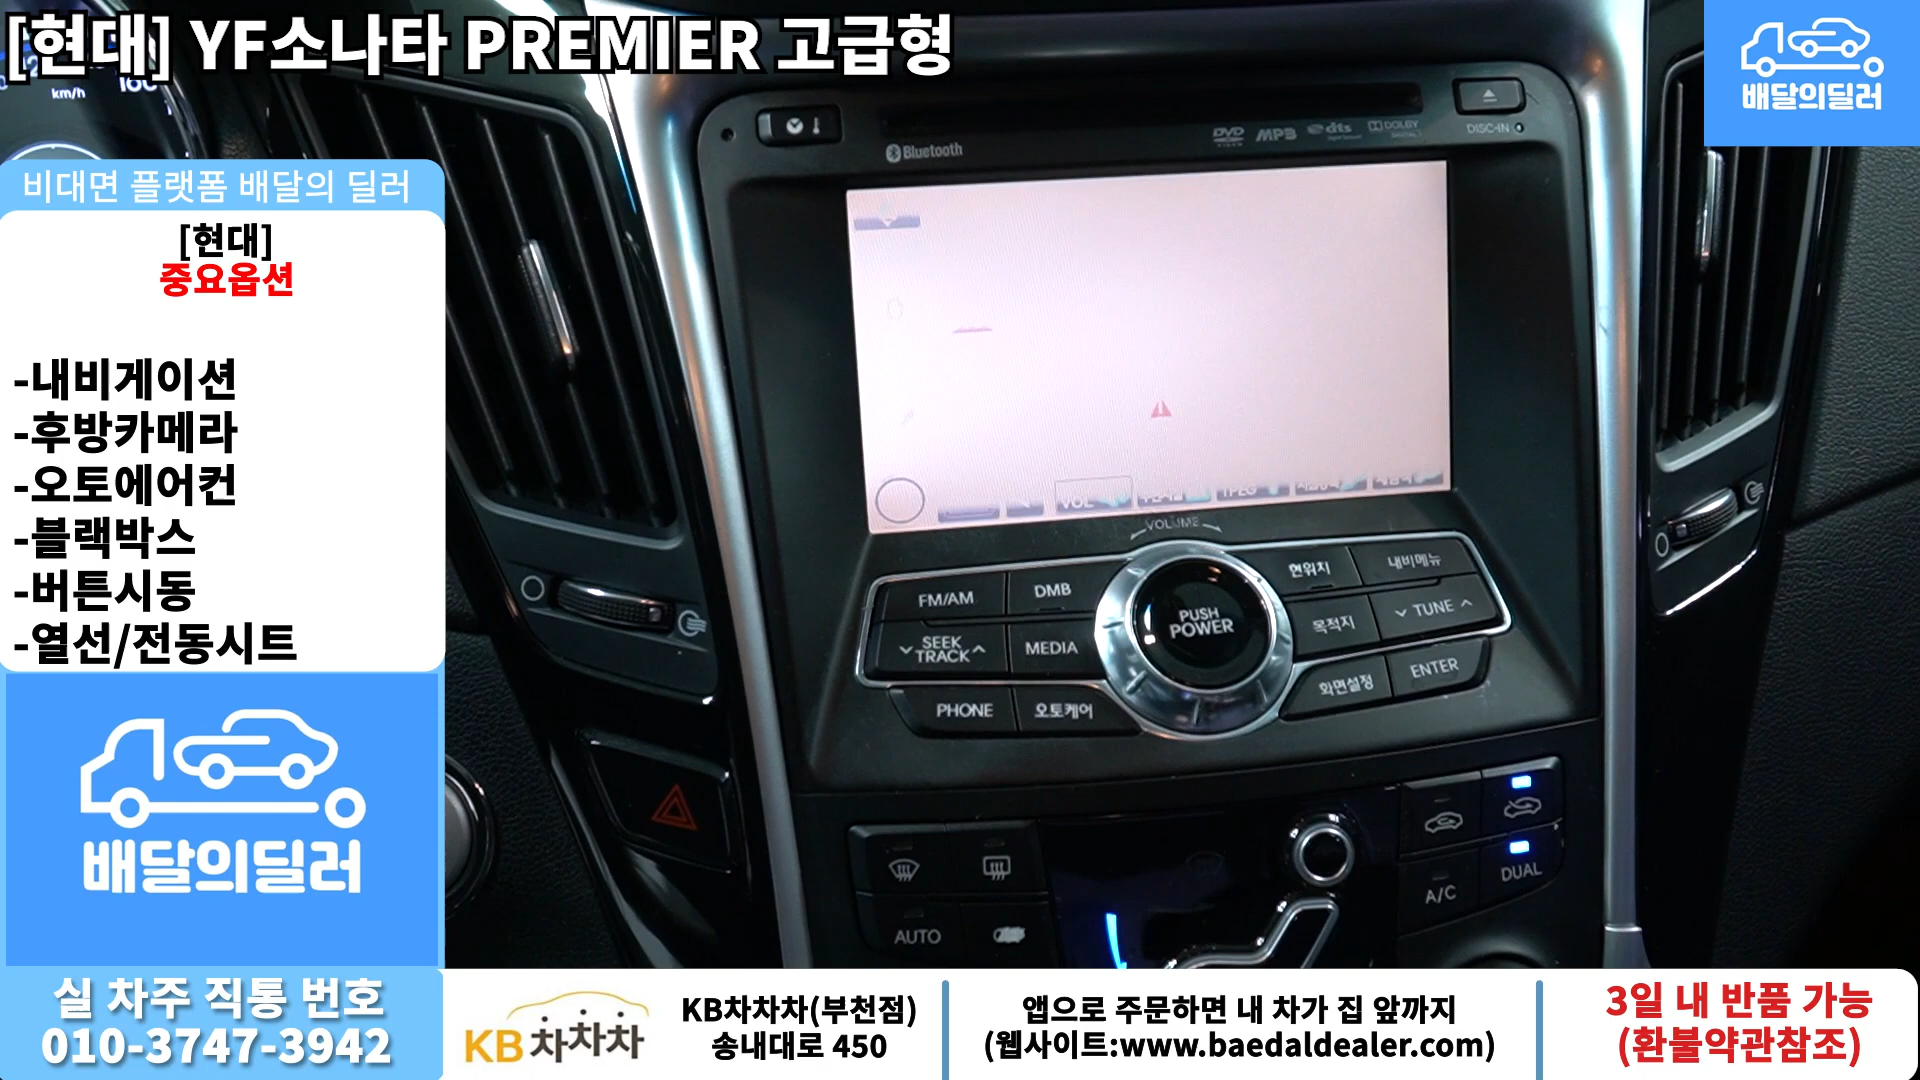 [현대] YF소나타 PREMIER 고급형
배달의딜러
km/h
160
비대면 플랫폼 배달의 딜러
[현대]
중요옵션
-내비게이션
-후방카메라
-오토에어컨
-블랙박스
-버튼시동
-열선/전동시트
배달의딜러
Bluetooth
DVD VIDEO MP3 dts DOLBY DIGITAL
DISC-IN
VOL
TPEG
VOLUME
FM/AM DMB
현위치 내비메뉴
SEEK TRACK MEDIA
PUSH POWER
목적지 TUNE
PHONE 오토케어
화면설정 ENTER
AUTO
A/C DUAL
실 차주 직통 번호
010-3747-3942
KB차차차
KB차차차(부천점)
송내대로 450
앱으로 주문하면 내 차가 집 앞까지
(웹사이트:www.baedaldealer.com)
3일 내 반품 가능
(환불약관참조)